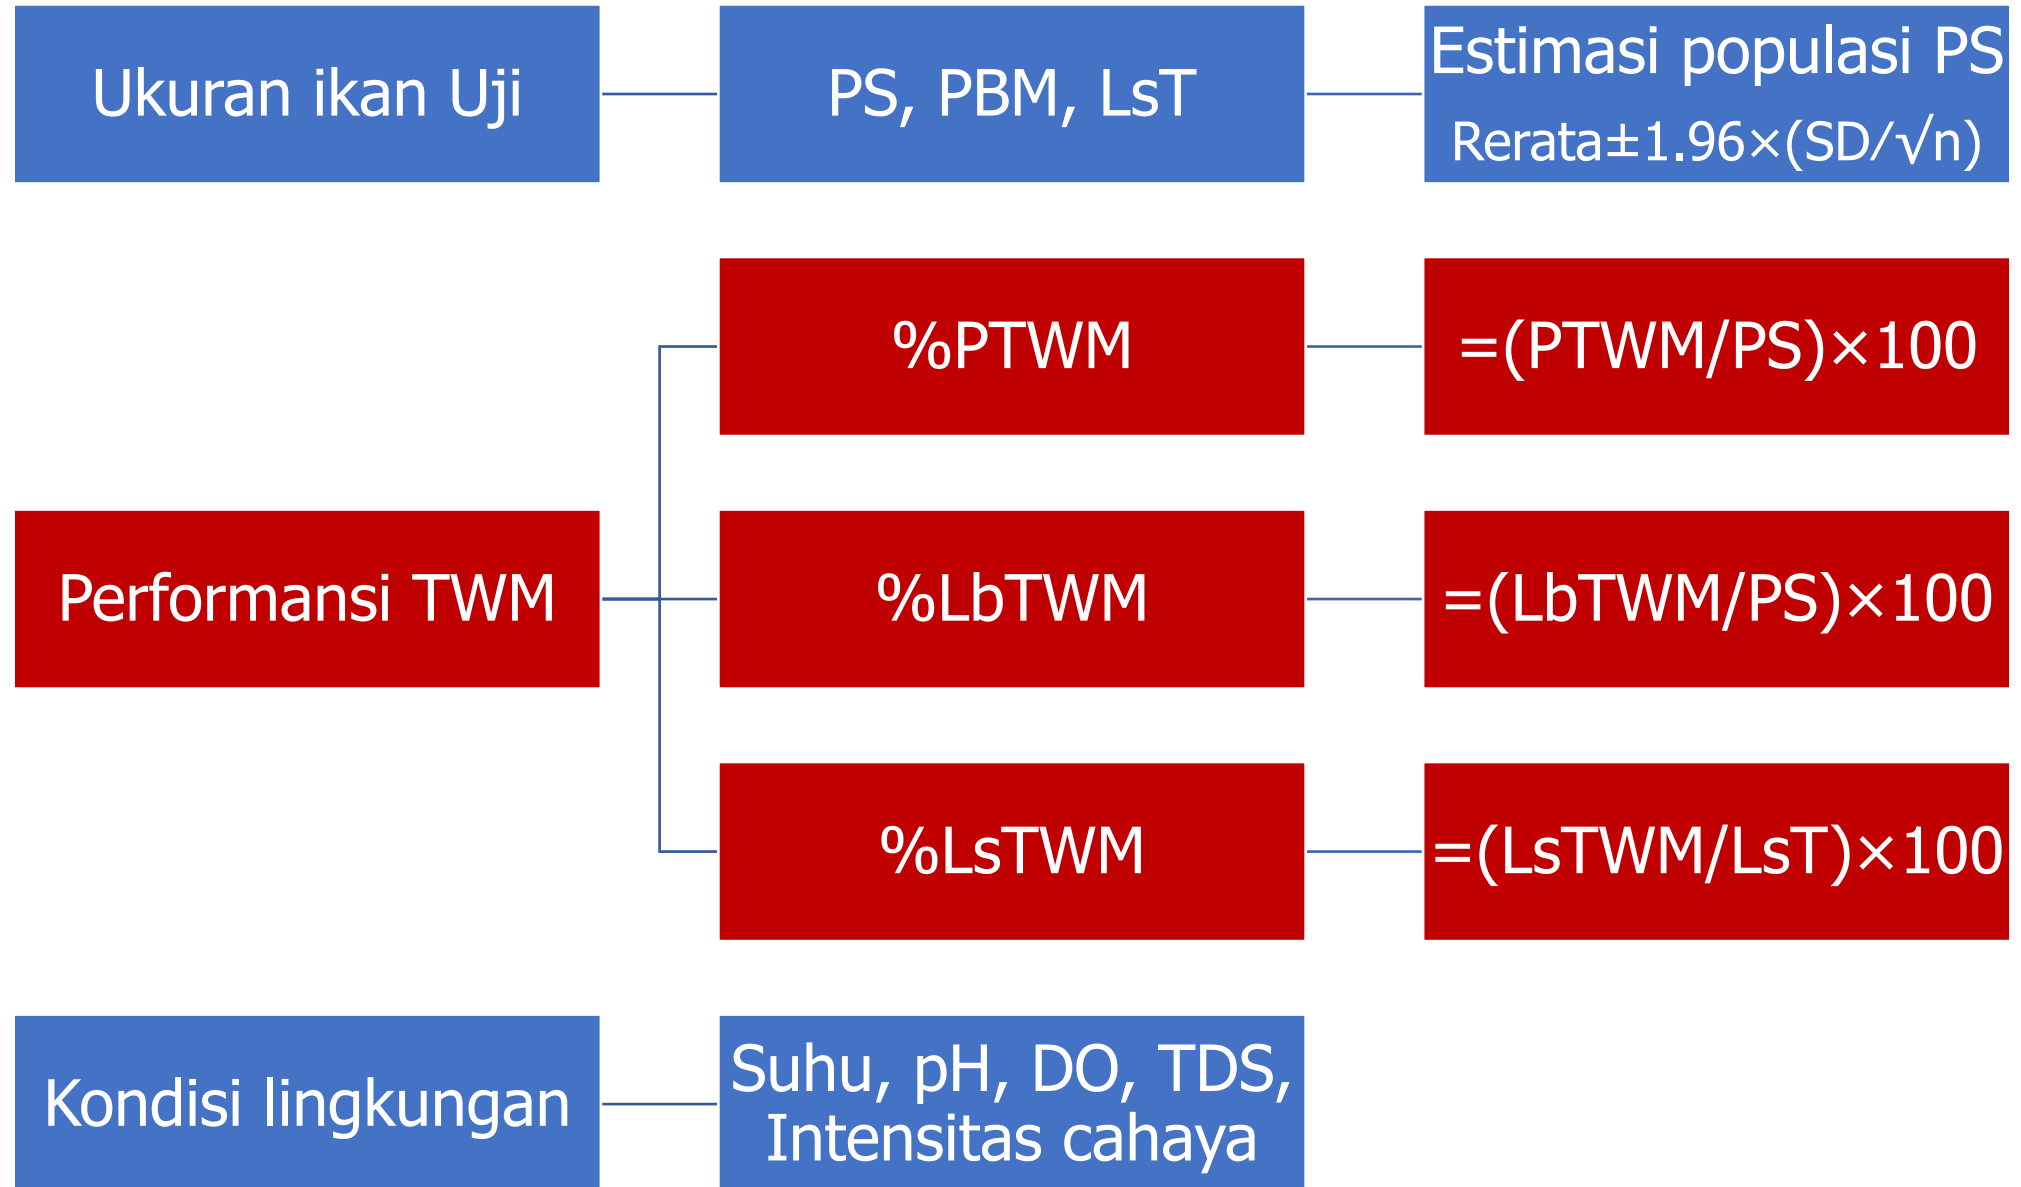 Ukuran ikan Uji
PS, PBM, LsT
Estimasi populasi PS
Rerata±1.96×(SD/√n)
%PTWM
=(PTWM/PS)×100
Performansi TWM
%LbTWM
=(LbTWM/PS)×100
%LsTWM
=(LsTWM/LsT)×100
Kondisi lingkungan
Suhu, pH, DO, TDS,
Intensitas cahaya